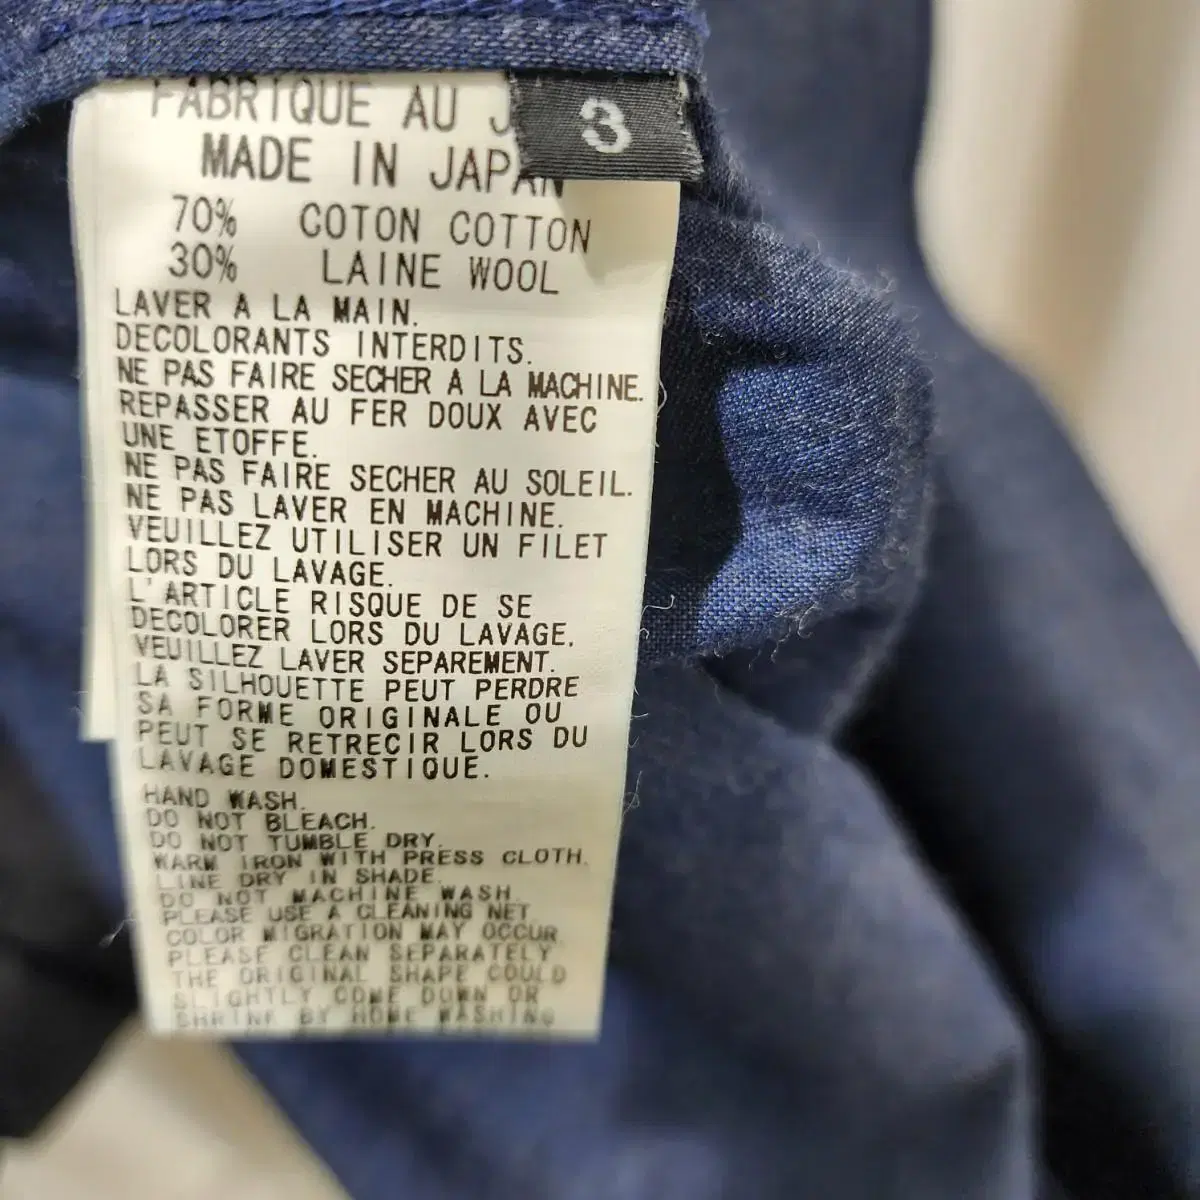 FABRIQUE AU J
3
MADE IN JAPAN
70% COTON COTTON
30% LAINE WOOL
LAVER A LA MAIN.
DECOLORANTS INTERDITS.
NE PAS FAIRE SECHER A LA MACHINE.
REPASSER AU FER DOUX AVEC
UNE ETOFFE.
NE PAS FAIRE SECHER AU SOLEIL.
NE PAS LAVER EN MACHINE.
VEUILLEZ UTILISER UN FILET
LORS DU LAVAGE.
L'ARTICLE RISQUE DE SE
DECOLORER LORS DU LAVAGE.
VEUILLEZ LAVER SEPAREMENT.
LA SILHOUETTE PEUT PERDRE
SA FORME ORIGINALE OU
PEUT SE RETRECIR LORS DU
LAVAGE DOMESTIQUE.
HAND WASH.
DO NOT BLEACH.
DO NOT TUMBLE DRY.
WARM IRON WITH PRESS CLOTH.
LINE DRY IN SHADE.
DO NOT MACHINE WASH.
PLEASE USE A CLEANING NET
COLOR MIGRATION MAY OCCUR
PLEASE CLEAN SEPARATELY
THE ORIGINAL SHAPE COULD
SLIGHTLY COME DOWN OR
SHRINK BY HOME WASHING